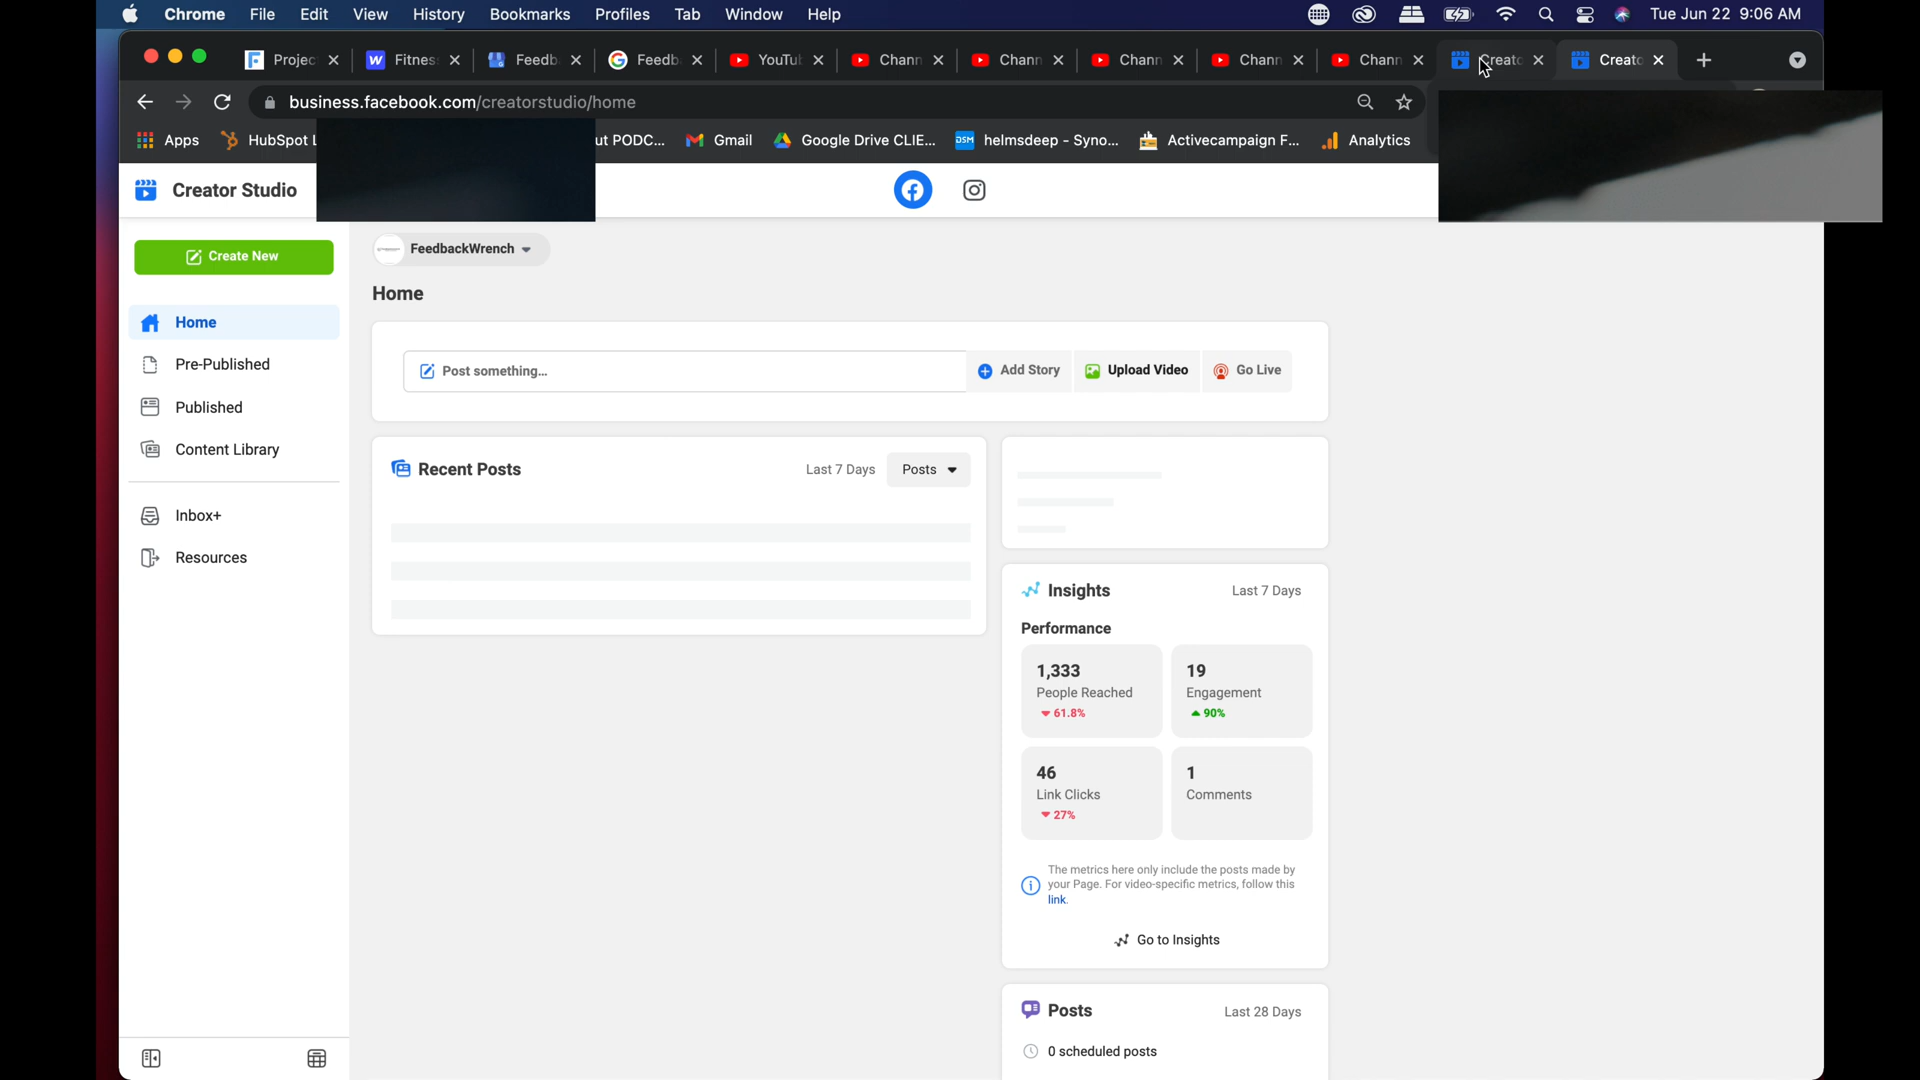 Chrome File Edit View History Bookmarks Profiles Tab Window Help Tue Jun 22 9:06 AM
Projec Fitnes Feedb Feedb YouTu Chann Chann Chann Chann Chann Creato Creato
business.facebook.com/creatorstudio/home
Apps HubSpot L ut PODC... Gmail Google Drive CLIE... helmsdeep - Syno... Activecampaign F... Analytics
Creator Studio
Create New
FeedbackWrench
Home
Home
Pre-Published
Published
Content Library
Inbox+
Resources
Post something... Add Story Upload Video Go Live
Recent Posts Last 7 Days Posts
Insights Last 7 Days
Performance
1,333
People Reached
61.8%
19
Engagement
90%
46
Link Clicks
27%
1
Comments
The metrics here only include the posts made by
your Page. For video-specific metrics, follow this
link.
Go to Insights
Posts Last 28 Days
0 scheduled posts